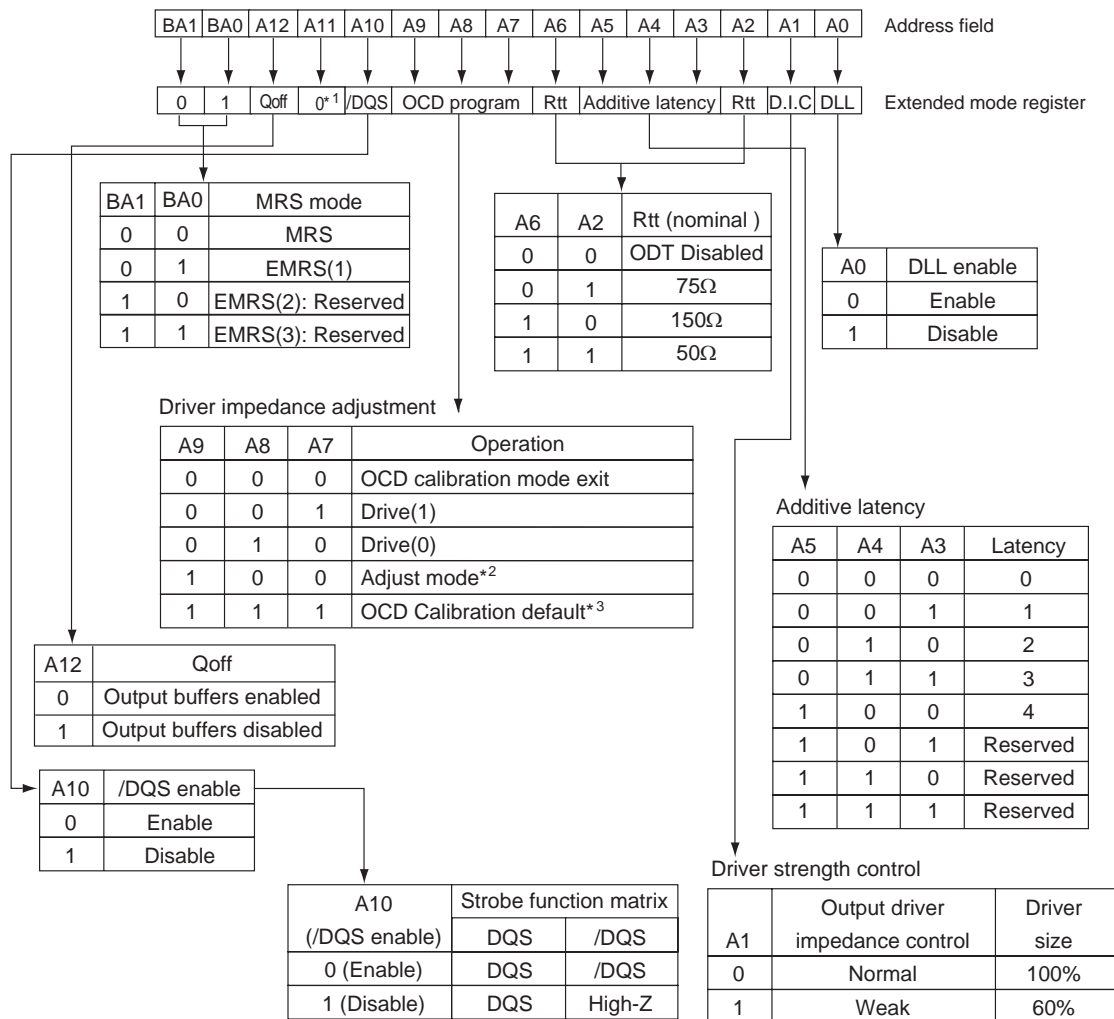 BA1 BA0 A12 A11 A10 A9 A8 A7 A6 A5 A4 A3 A2 A1 A0 Address field
0 1 Qoff 0*1 /DQS OCD program Rtt Additive latency Rtt D.I.C DLL Extended mode register
BA1 BA0 MRS mode
0 0 MRS
0 1 EMRS(1)
1 0 EMRS(2): Reserved
1 1 EMRS(3): Reserved
A6 A2 Rtt (nominal )
0 0 ODT Disabled
0 1 75Ω
1 0 150Ω
1 1 50Ω
A0 DLL enable
0 Enable
1 Disable
Driver impedance adjustment
A9 A8 A7 Operation
0 0 0 OCD calibration mode exit
0 0 1 Drive(1)
0 1 0 Drive(0)
1 0 0 Adjust mode*2
1 1 1 OCD Calibration default*3
Additive latency
A5 A4 A3 Latency
0 0 0 0
0 0 1 1
0 1 0 2
0 1 1 3
1 0 0 4
1 0 1 Reserved
1 1 0 Reserved
1 1 1 Reserved
A12 Qoff
0 Output buffers enabled
1 Output buffers disabled
A10 /DQS enable
0 Enable
1 Disable
A10 Strobe function matrix
(/DQS enable) DQS /DQS
0 (Enable) DQS /DQS
1 (Disable) DQS High-Z
Driver strength control
Output driver Driver
A1 impedance control size
0 Normal 100%
1 Weak 60%